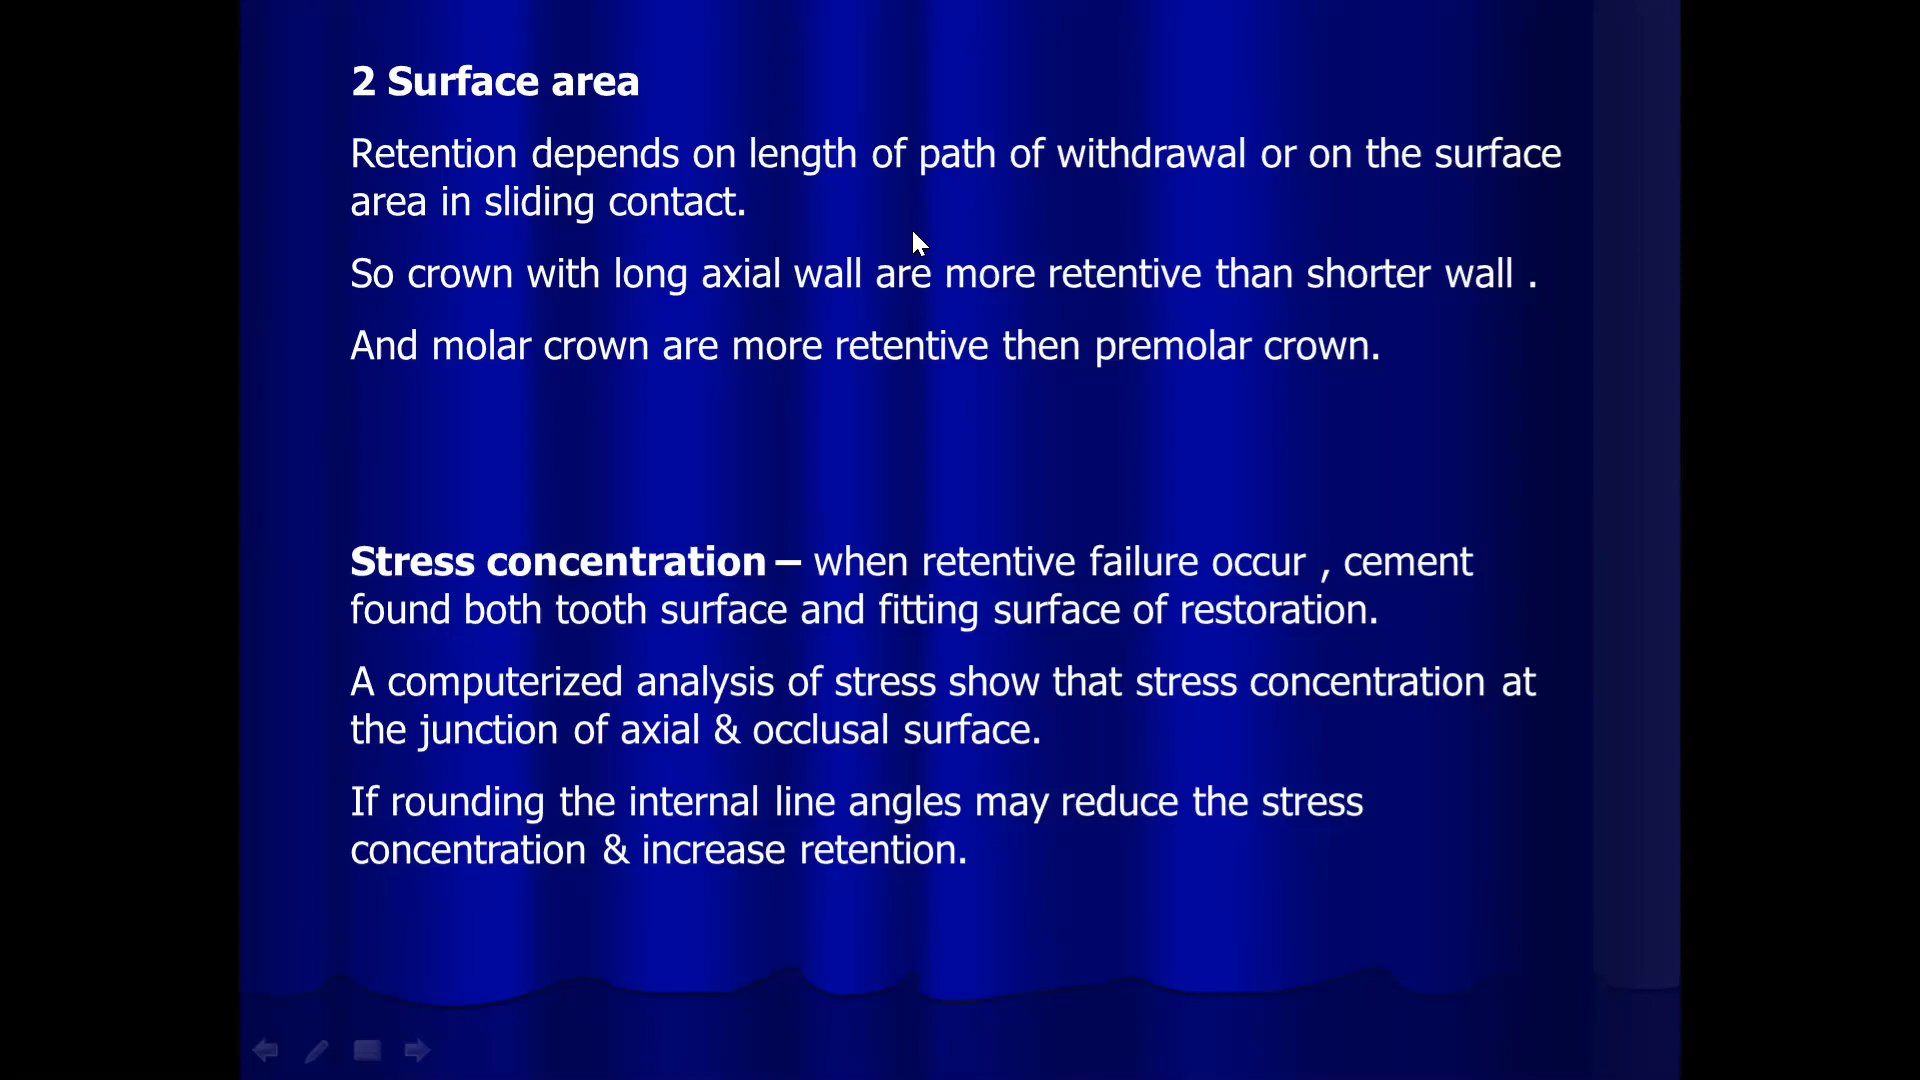 2 Surface area
Retention depends on length of path of withdrawal or on the surface
area in sliding contact.
So crown with long axial wall are more retentive than shorter wall .
And molar crown are more retentive then premolar crown.
Stress concentration – when retentive failure occur , cement
found both tooth surface and fitting surface of restoration.
A computerized analysis of stress show that stress concentration at
the junction of axial & occlusal surface.
If rounding the internal line angles may reduce the stress
concentration & increase retention.